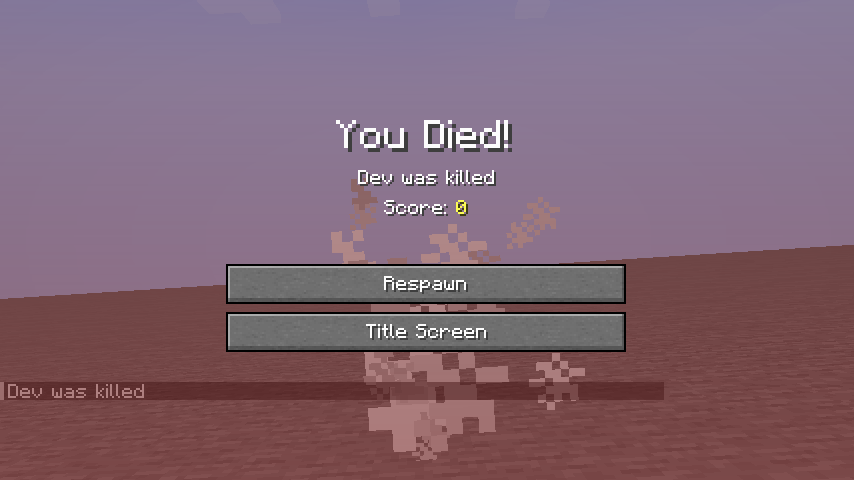 You Died!
Dev was killed
Score: 0
Respawn
Title Screen
Dev was killed